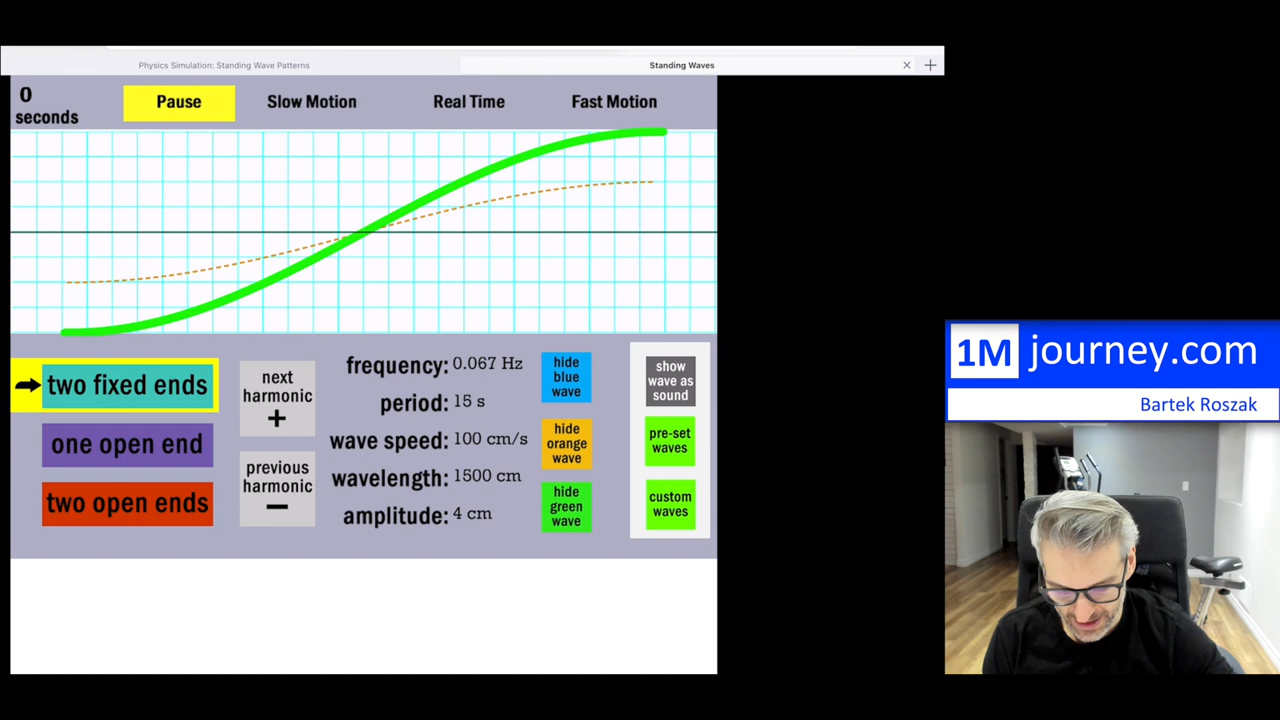 Physics Simulation: Standing Wave Patterns
Standing Waves
0
seconds
Pause
Slow Motion
Real Time
Fast Motion
two fixed ends
one open end
two open ends
next
harmonic
+
previous
harmonic
−
frequency: 0.067 Hz
period: 15 s
wave speed: 100 cm/s
wavelength: 1500 cm
amplitude: 4 cm
hide
blue
wave
hide
orange
wave
hide
green
wave
show
wave as
sound
pre-set
waves
custom
waves
1M journey.com
Bartek Roszak